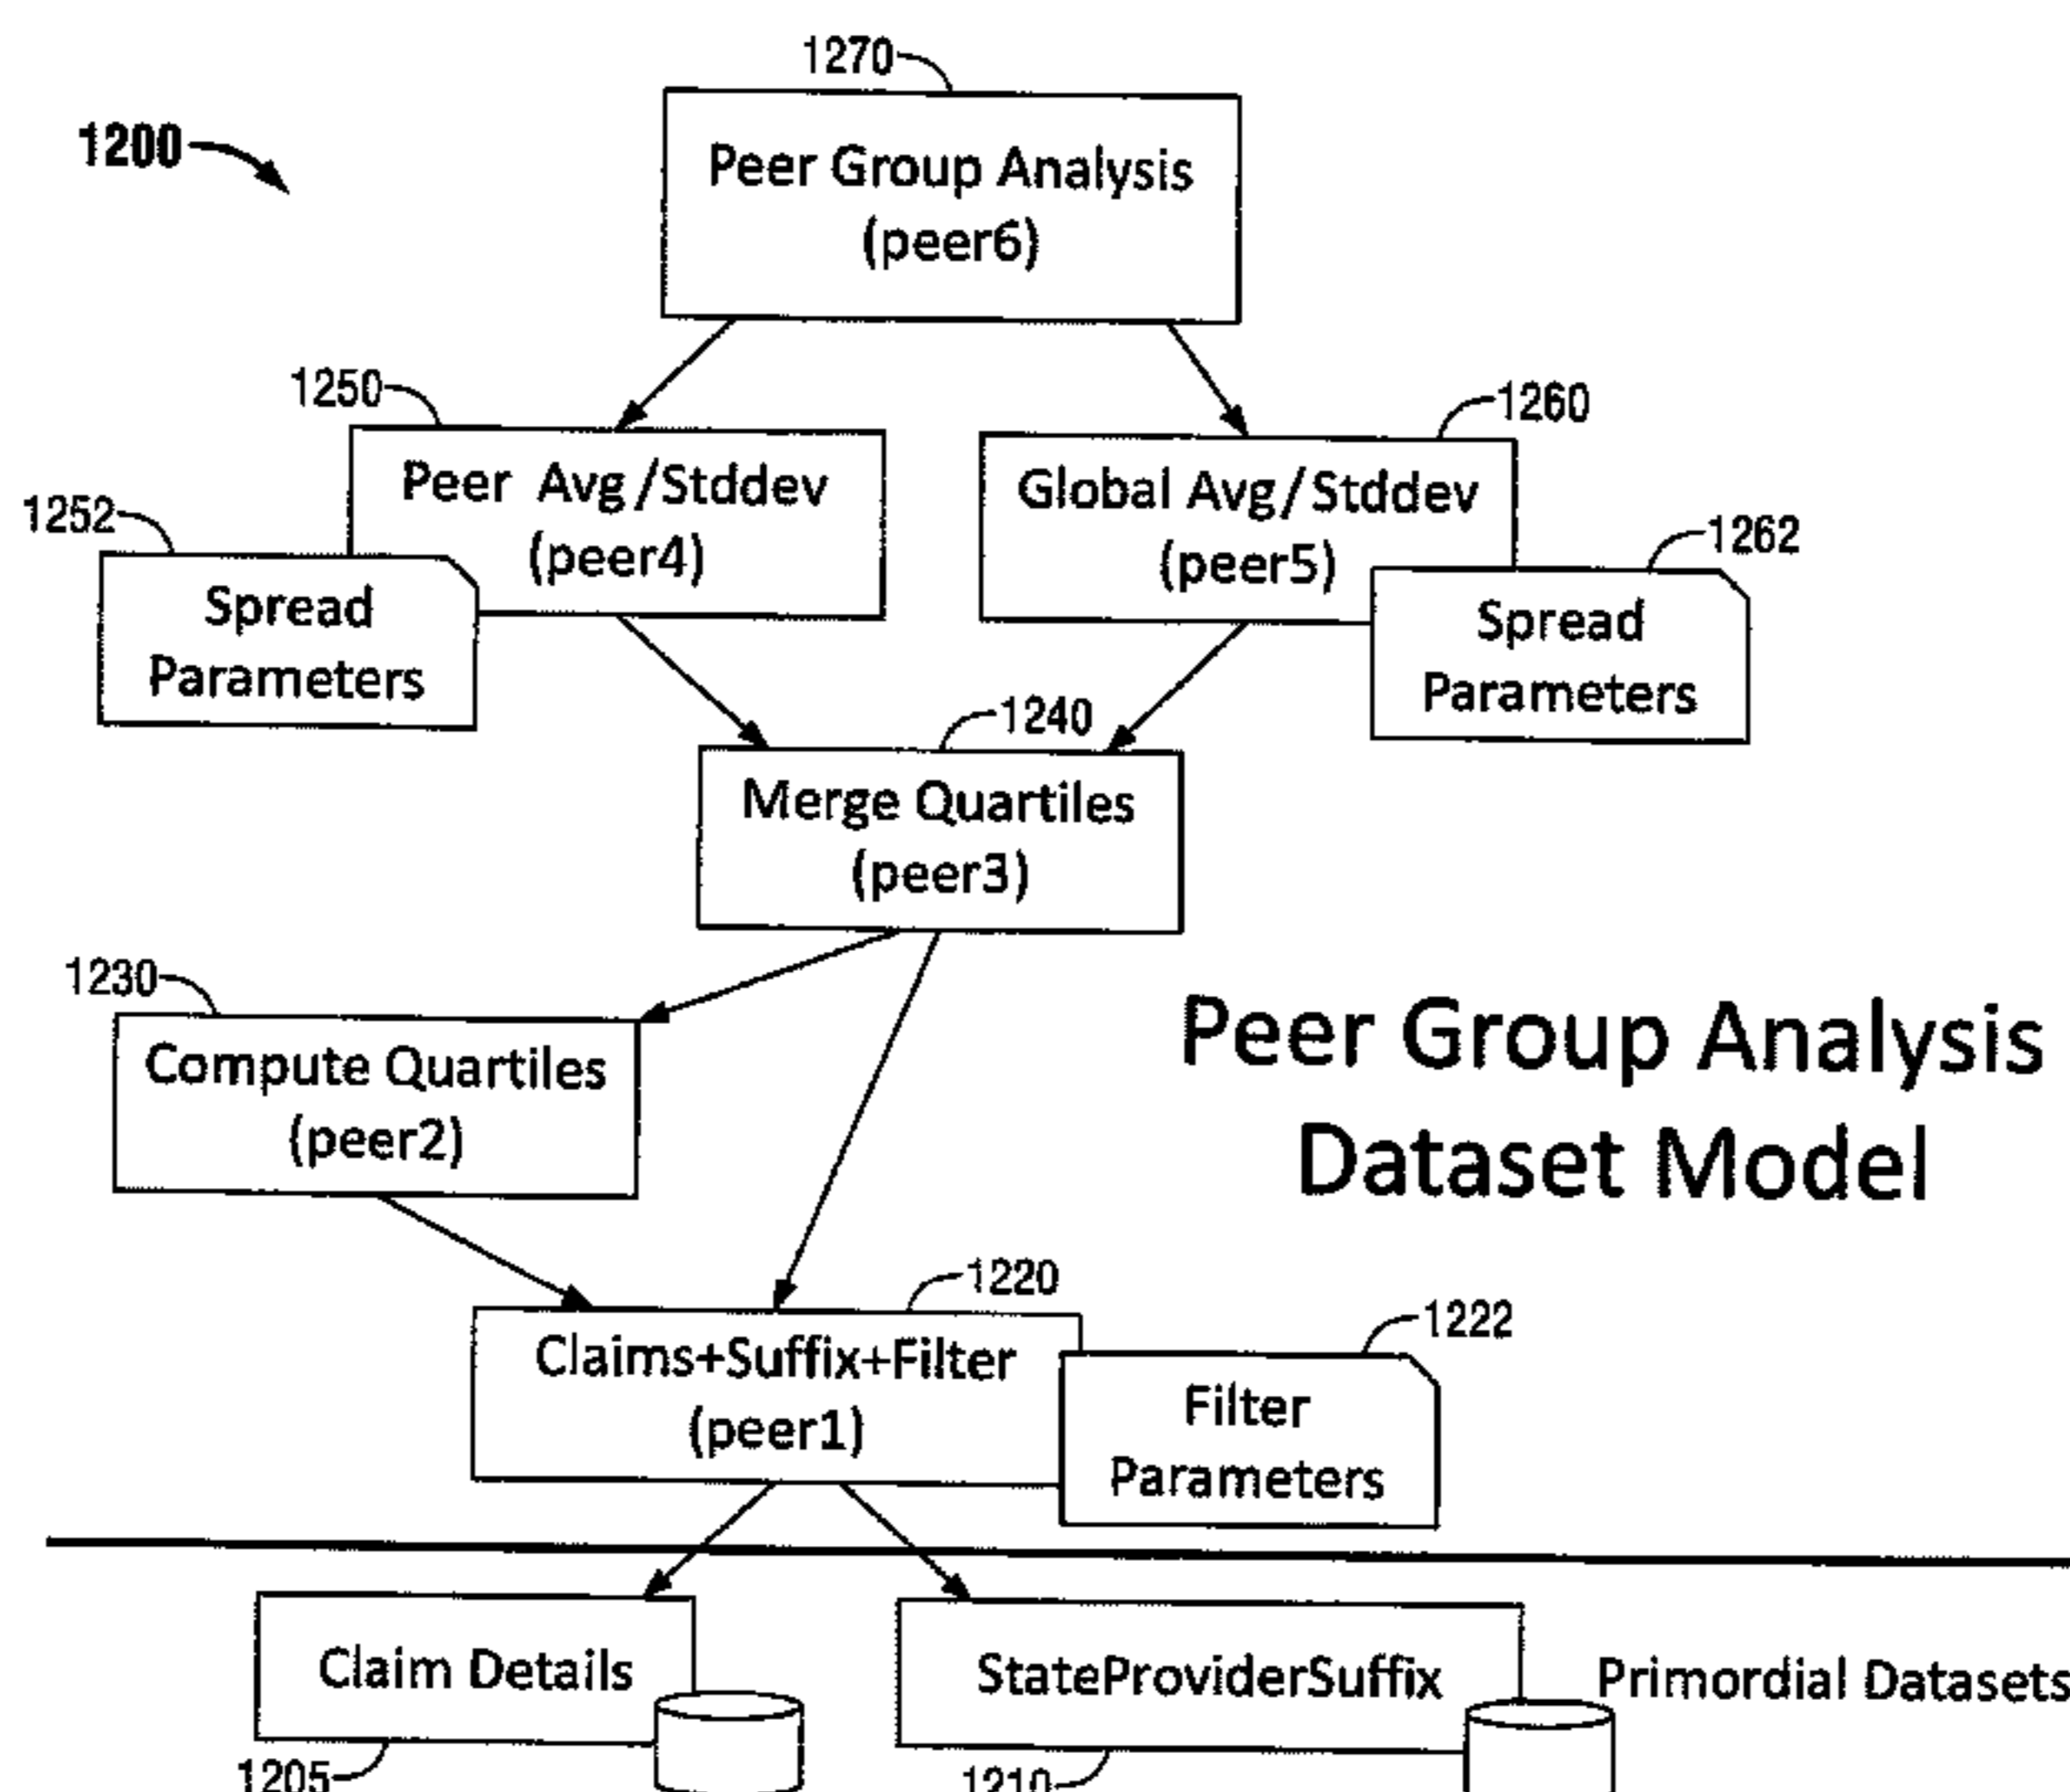 1270
1200
Peer Group Analysis
(peer6)
1250
1260
Peer Avg/Stddev
(peer4)
Global Avg/Stddev
(peer5)
1252
1262
Spread
Parameters
Spread
Parameters
1240
Merge Quartiles
(peer3)
1230
Compute Quartiles
(peer2)
Peer Group Analysis
Dataset Model
1220
1222
Claims+Suffix+Filter
(peer1)
Filter
Parameters
Claim Details
StateProviderSuffix
Primordial Datasets
1205
1210